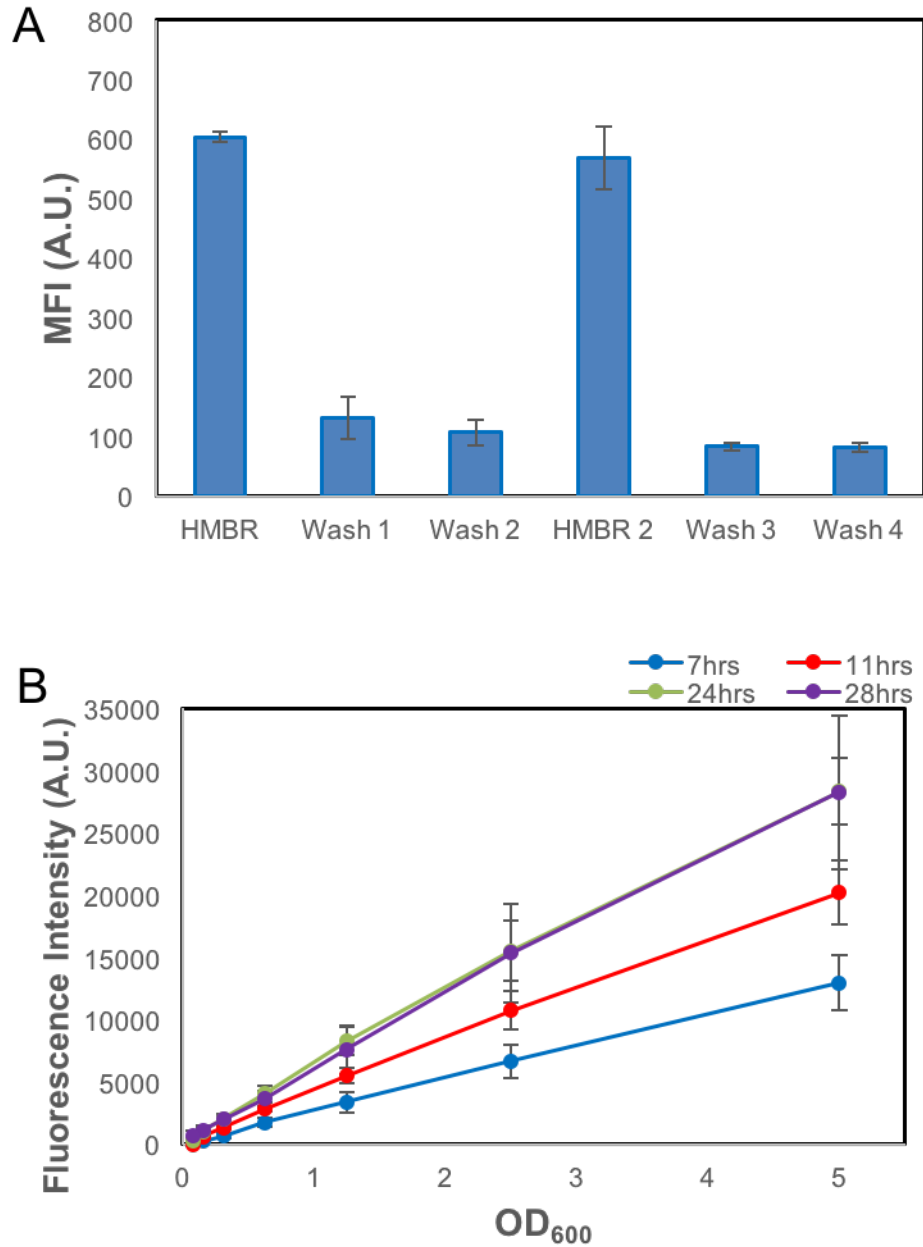 A
800
700
600
500
400
300
200
100
0
MFI (A.U.)
HMBR Wash 1 Wash 2 HMBR 2 Wash 3 Wash 4
B
7hrs 11hrs
24hrs 28hrs
35000
30000
25000
20000
15000
10000
5000
0
Fluorescence Intensity (A.U.)
0 1 2 3 4 5
OD600